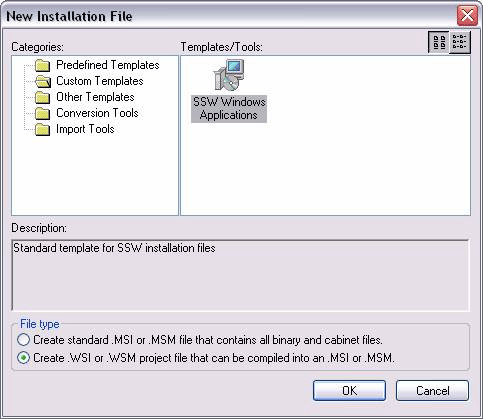 New Installation File
Categories:
Templates/Tools:
Predefined Templates
Custom Templates
Other Templates
Conversion Tools
Import Tools
SSW Windows
Applications
Description:
Standard template for SSW installation files
File type
Create standard .MSI or .MSM file that contains all binary and cabinet files.
Create .WSI or .WSM project file that can be compiled into an .MSI or .MSM.
OK
Cancel